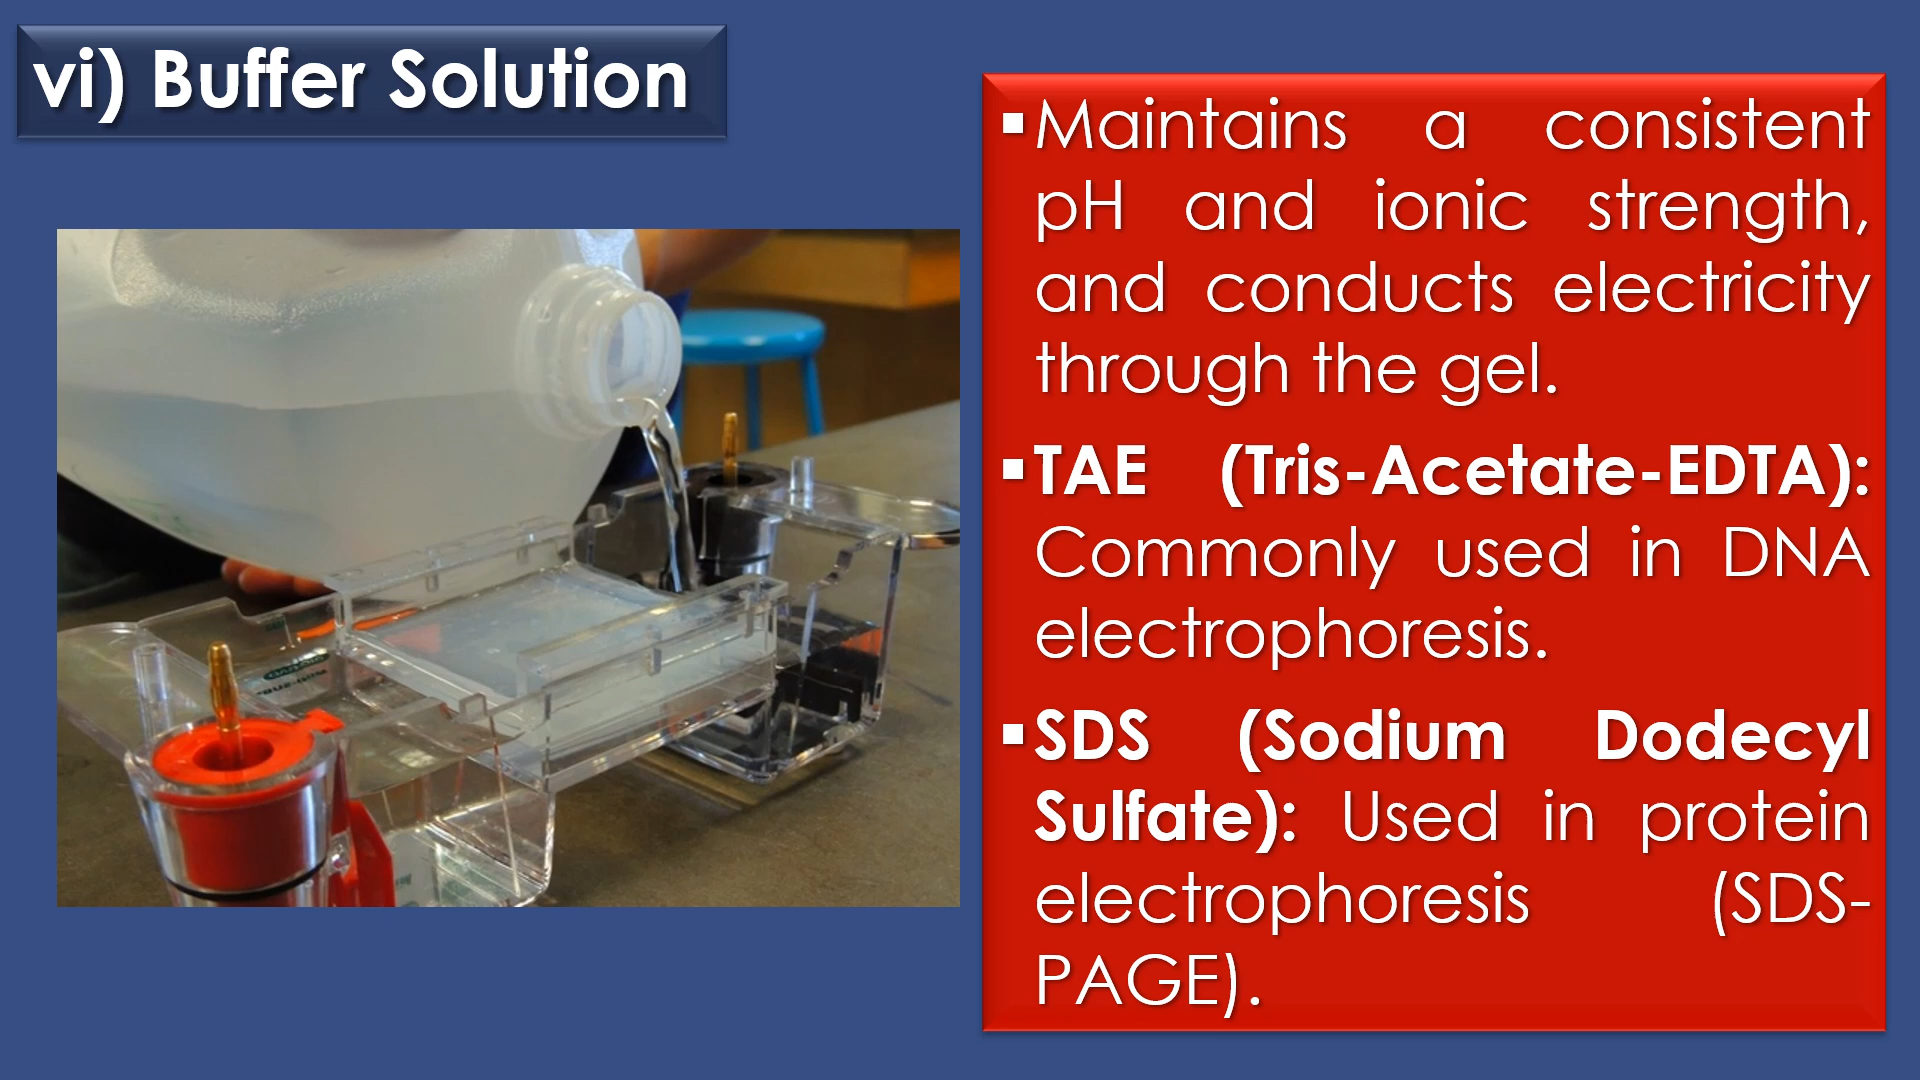 vi) Buffer Solution
▪Maintains a consistent
pH and ionic strength,
and conducts electricity
through the gel.
▪TAE (Tris-Acetate-EDTA):
Commonly used in DNA
electrophoresis.
▪SDS (Sodium Dodecyl
Sulfate): Used in protein
electrophoresis (SDS-
PAGE).